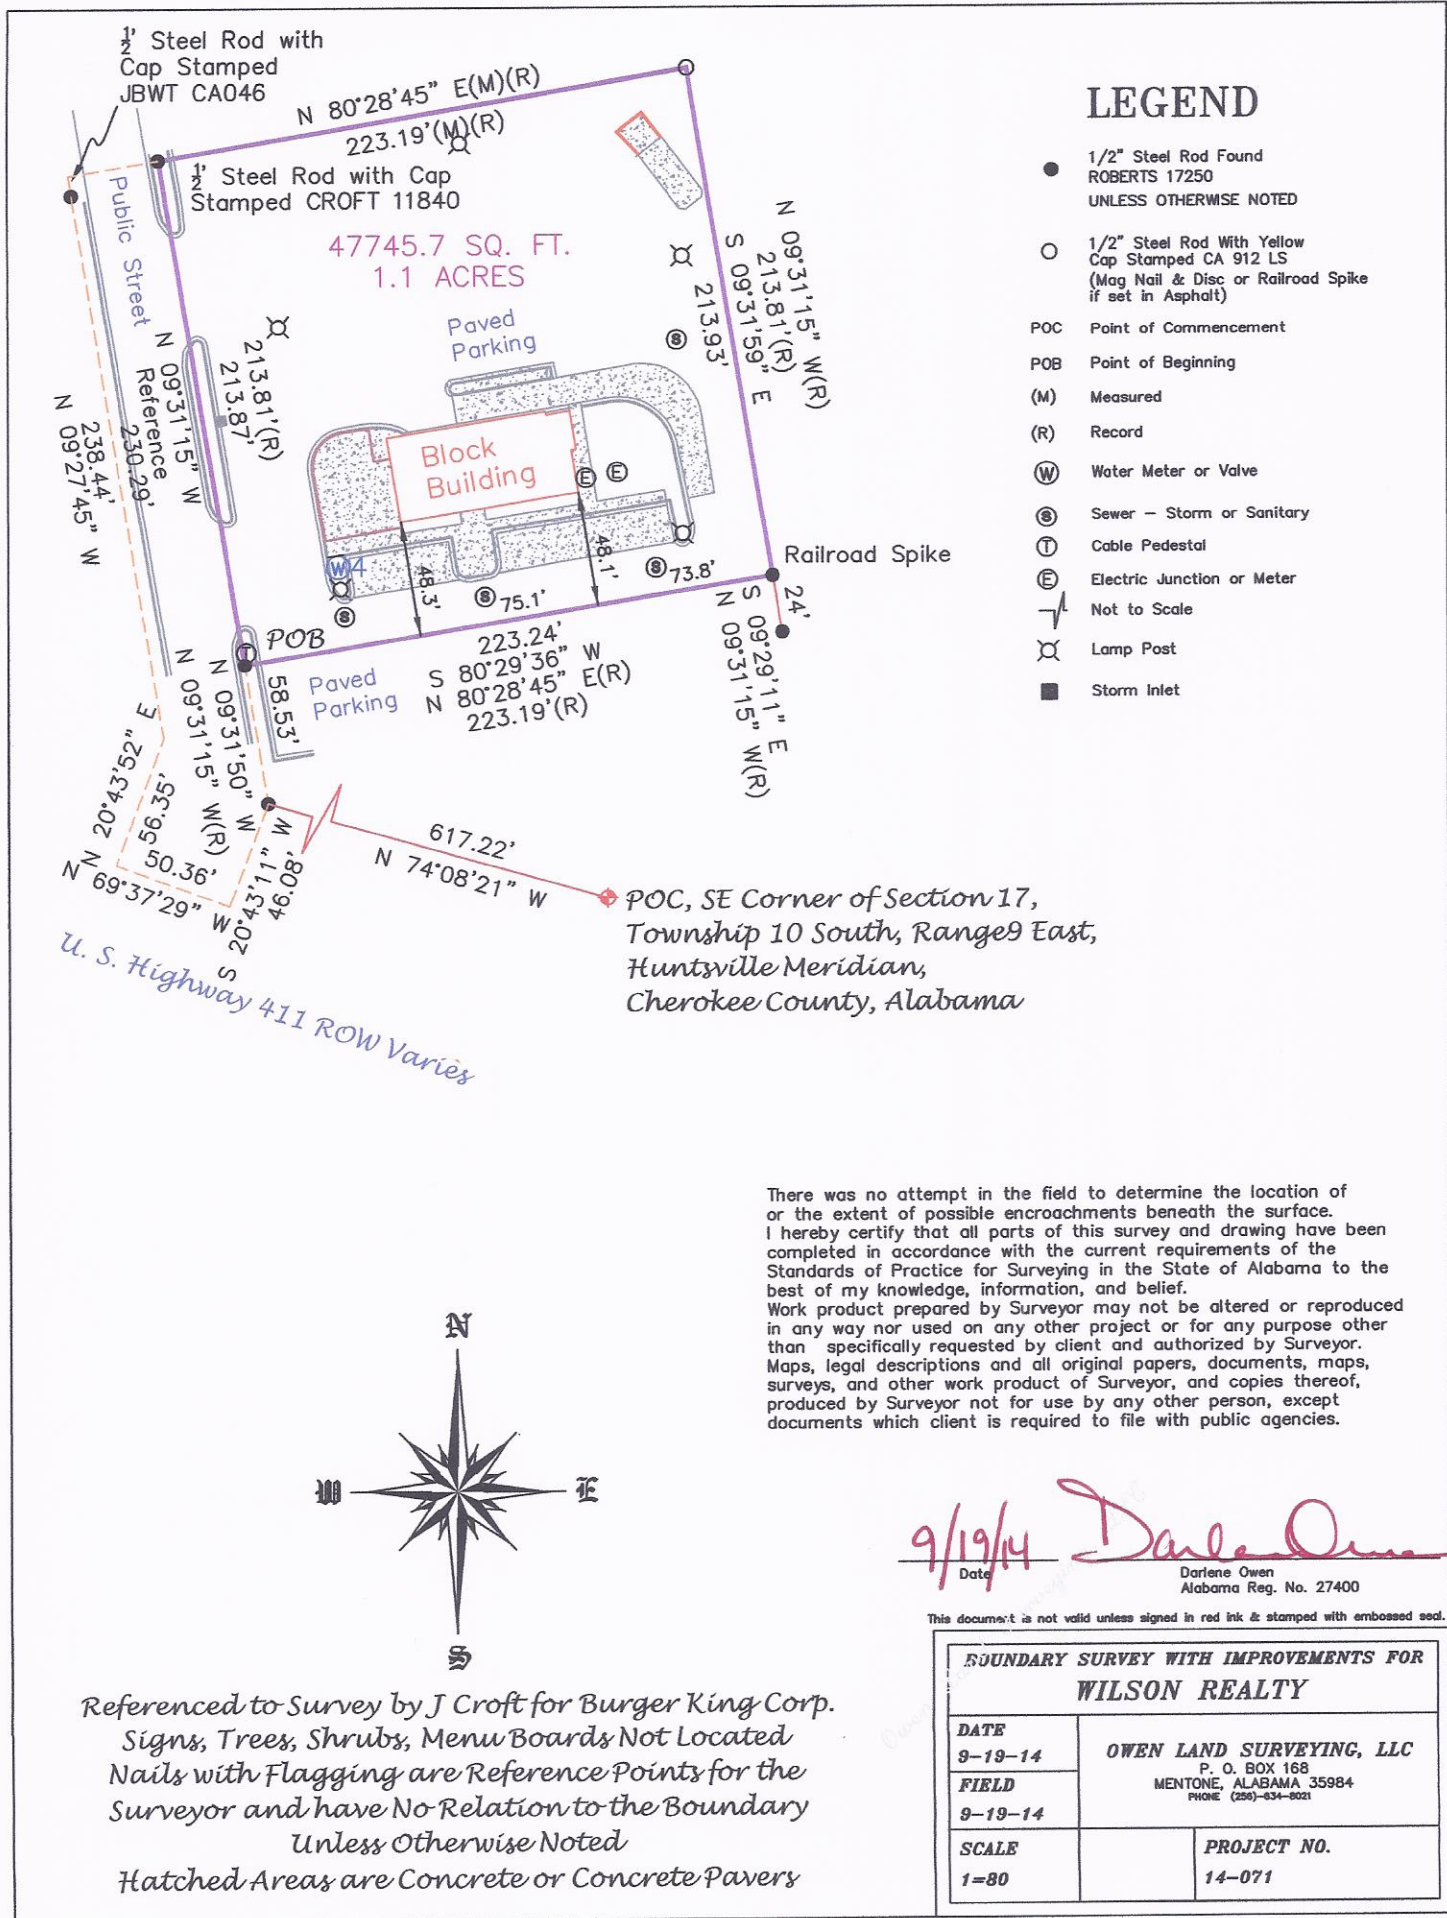 ½' Steel Rod with
Cap Stamped
JBWT CA046
N 80°28'45" E(M)(R)
223.19'(M)(R)
½' Steel Rod with Cap
Stamped CROFT 11840
47745.7 SQ. FT.
1.1 ACRES
Public Street
Paved
Parking
Block
Building
N 09°31'15" W(R)
213.81'(R)
S 09°31'59" E
213.93'
213.81'(R)
213.87'
N 09°31'15" W
Reference
230.29'
238.44'
N 09°27'45" W
S
E
E
W 4
S
S
S
48.3'
48.1'
75.1'
73.8'
Railroad Spike
24'
S 09°29'11" E
N 09°31'15" W(R)
T
POB
223.24'
S 80°29'36" W
N 80°28'45" E(R)
223.19'(R)
Paved
Parking
58.53'
N 09°31'50" W
N 09°31'15" W(R)
N 20°43'52" E
56.35'
50.36'
N 69°37'29" W
S 20°43'11" W
46.08'
617.22'
N 74°08'21" W
POC, SE Corner of Section 17,
Township 10 South, Range9 East,
Huntsville Meridian,
Cherokee County, Alabama
U. S. Highway 411 ROW Varies
LEGEND
1/2" Steel Rod Found
ROBERTS 17250
UNLESS OTHERWISE NOTED
1/2" Steel Rod With Yellow
Cap Stamped CA 912 LS
(Mag Nail & Disc or Railroad Spike
if set in Asphalt)
POC Point of Commencement
POB Point of Beginning
(M) Measured
(R) Record
W Water Meter or Valve
S Sewer – Storm or Sanitary
T Cable Pedestal
E Electric Junction or Meter
Not to Scale
Lamp Post
Storm Inlet
There was no attempt in the field to determine the location of
or the extent of possible encroachments beneath the surface.
I hereby certify that all parts of this survey and drawing have been
completed in accordance with the current requirements of the
Standards of Practice for Surveying in the State of Alabama to the
best of my knowledge, information, and belief.
Work product prepared by Surveyor may not be altered or reproduced
in any way nor used on any other project or for any purpose other
than specifically requested by client and authorized by Surveyor.
Maps, legal descriptions and all original papers, documents, maps,
surveys, and other work product of Surveyor, and copies thereof,
produced by Surveyor not for use by any other person, except
documents which client is required to file with public agencies.
N
W
E
S
9/19/14 Darlene Owen
Date
Darlene Owen
Alabama Reg. No. 27400
This document is not valid unless signed in red ink & stamped with embossed seal.
Referenced to Survey by J Croft for Burger King Corp.
Signs, Trees, Shrubs, Menu Boards Not Located
Nails with Flagging are Reference Points for the
Surveyor and have No Relation to the Boundary
Unless Otherwise Noted
Hatched Areas are Concrete or Concrete Pavers
BOUNDARY SURVEY WITH IMPROVEMENTS FOR
WILSON REALTY
DATE
9-19-14
FIELD
9-19-14
OWEN LAND SURVEYING, LLC
P. O. BOX 168
MENTONE, ALABAMA 35984
PHONE (256)-634-8021
SCALE
1=80
PROJECT NO.
14-071